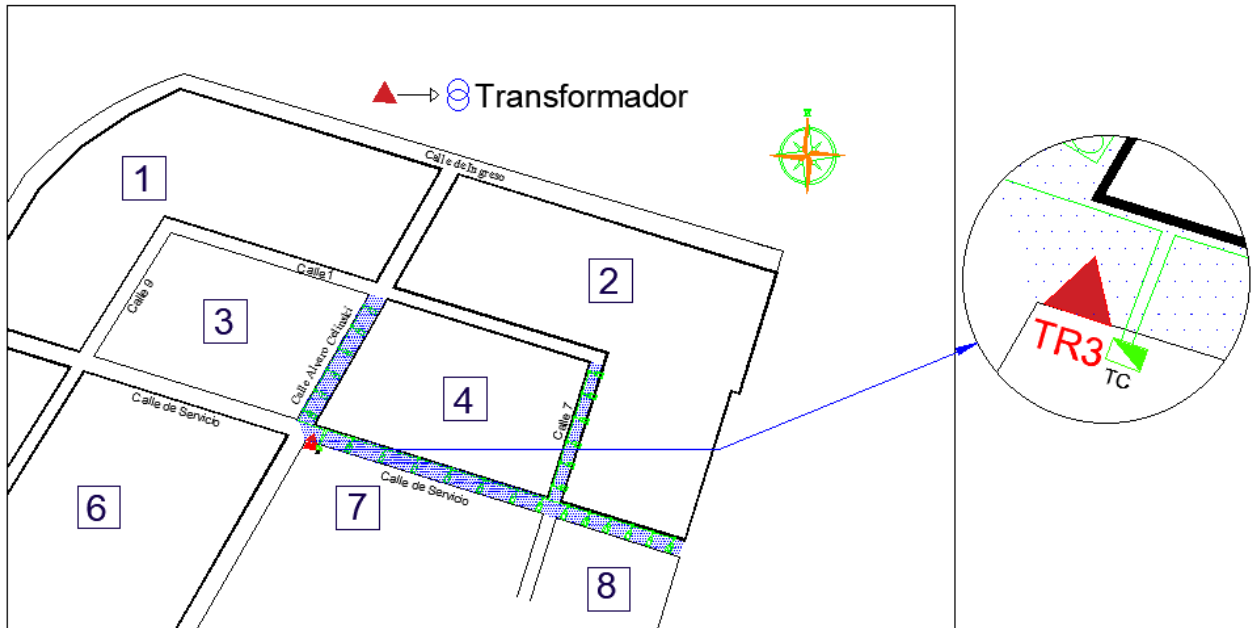 Transformador
Calle de Ingreso
1
2
Calle 1
Calle 9
3
Calle Alvaro Celinski
4
Calle 7
TR3
TC
Calle de Servicio
Calle de Servicio
6
7
8